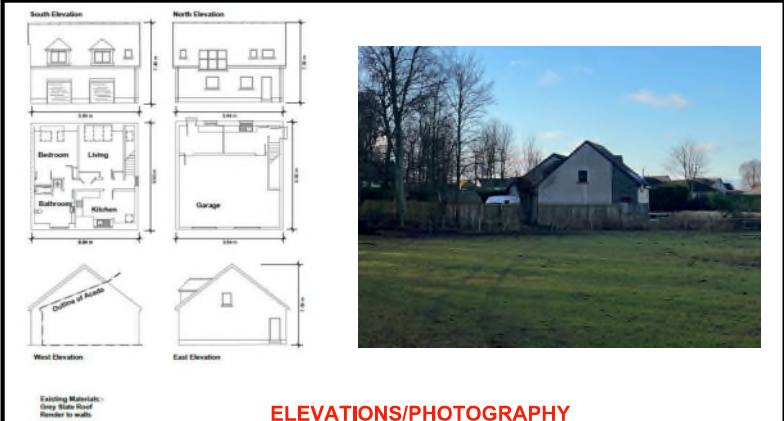 South Elevation
North Elevation
Bedroom
Living
Bathroom
Kitchen
Garage
Outline of Acada
West Elevation
East Elevation
Existing Materials:-
Grey Slate Roof
Render to walls
ELEVATIONS/PHOTOGRAPHY